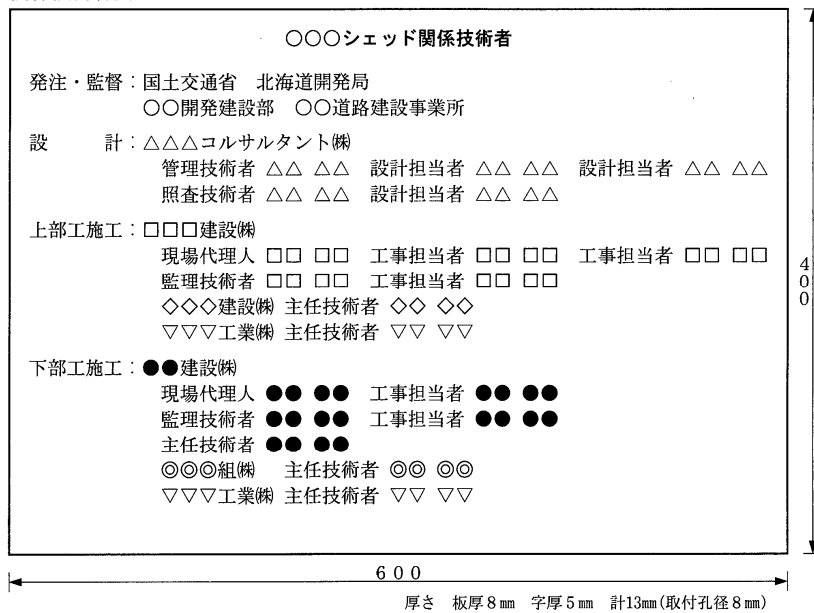 ○○○シェッド関係技術者
発注・監督：国土交通省　北海道開発局
○○開発建設部　○○道路建設事業所
設　　計：△△△コルサルタント㈱
管理技術者 △△ △△　設計担当者 △△ △△　設計担当者 △△ △△
照査技術者 △△ △△　設計担当者 △△ △△
上部工施工：□□□建設㈱
現場代理人 □□ □□　工事担当者 □□ □□　工事担当者 □□ □□
監理技術者 □□ □□　工事担当者 □□ □□
◇◇◇建設㈱ 主任技術者 ◇◇ ◇◇
▽▽▽工業㈱ 主任技術者 ▽▽ ▽▽
下部工施工：●●建設㈱
現場代理人 ●● ●●　工事担当者 ●● ●●
監理技術者 ●● ●●　工事担当者 ●● ●●
主任技術者 ●● ●●
◎◎◎組㈱　主任技術者 ◎◎ ◎◎
▽▽▽工業㈱ 主任技術者 ▽▽ ▽▽
400
600
厚さ　板厚8㎜　字厚5㎜　計13㎜(取付孔径8㎜)